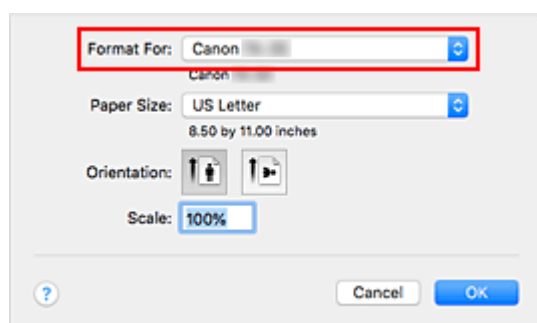 Format For: Canon
Canon
Paper Size: US Letter
8.50 by 11.00 inches
Orientation:
Scale: 100%
? Cancel OK